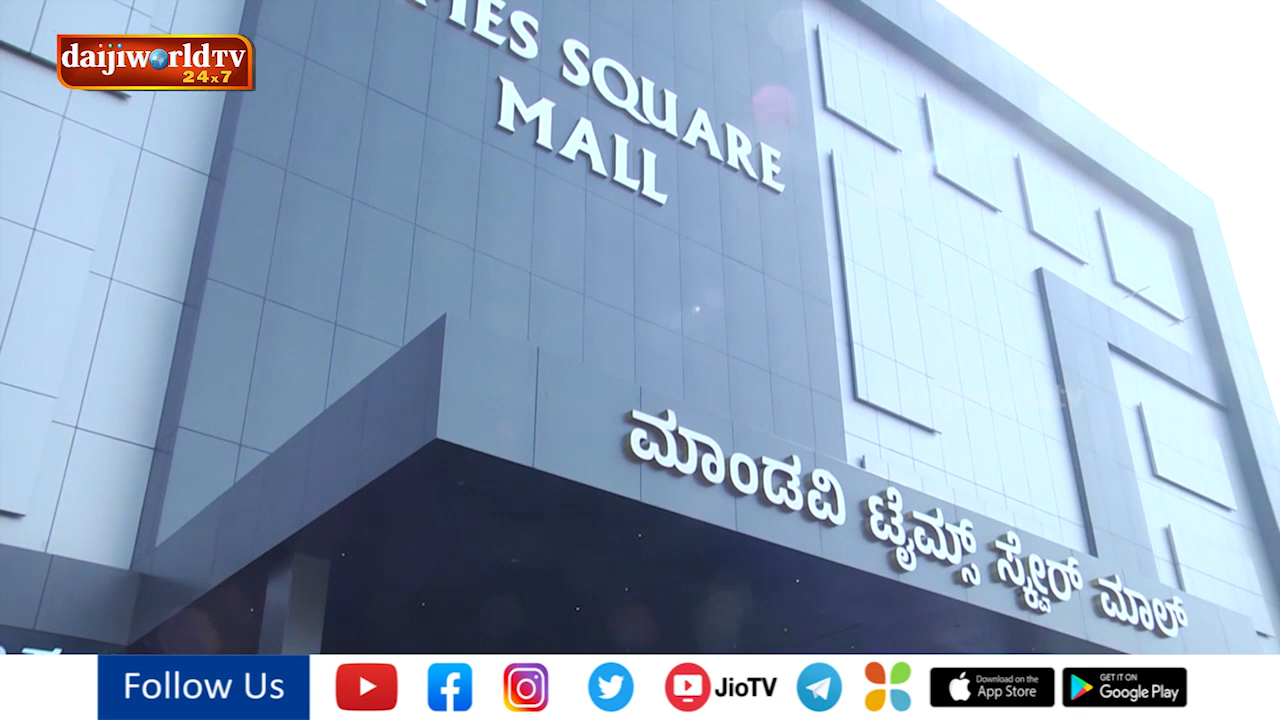 daijiworldTV
24x7
MES SQUARE
MALL
ಮಾಂಡವಿ ಟೈಮ್ಸ್ ಸ್ಕ್ವೇರ್ ಮಾಲ್
Follow Us
JioTV
Download on the
App Store
GET IT ON
Google Play